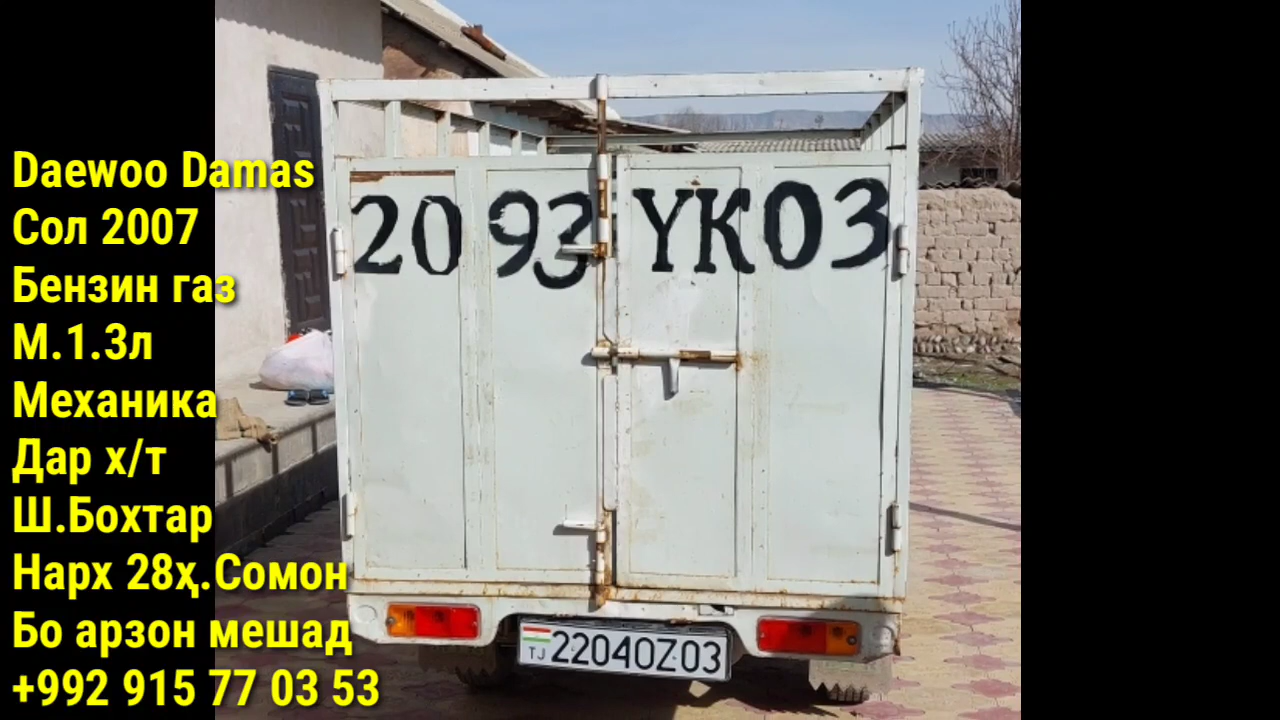 Daewoo Damas
Сол 2007
Бензин газ
М.1.3л
Механика
Дар х/т
Ш.Бохтар
Нарх 28ҳ.Сомон
Бо арзон мешад
+992 915 77 03 53
2093 YK03
TJ 2204OZ03